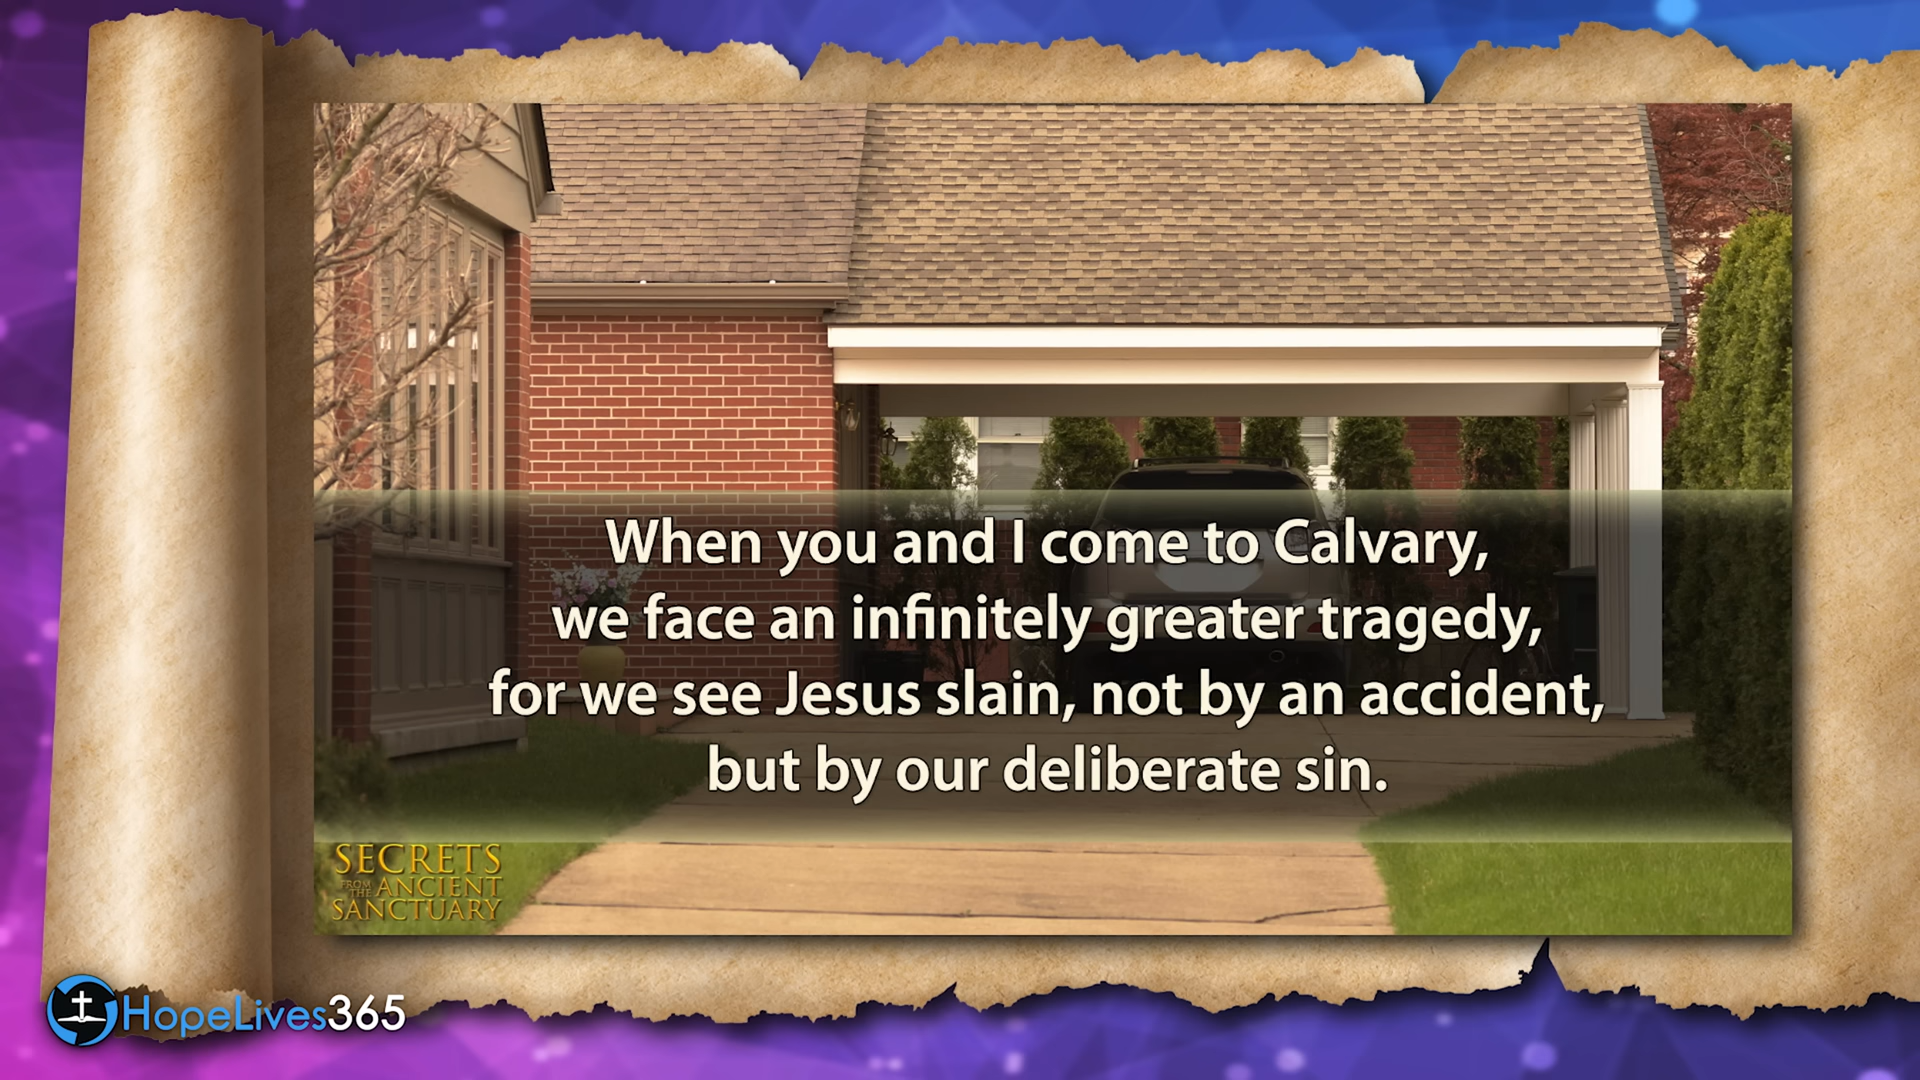 When you and I come to Calvary,
we face an infinitely greater tragedy,
for we see Jesus slain, not by an accident,
but by our deliberate sin.
SECRETS
FROM THE ANCIENT
SANCTUARY
HopeLives365